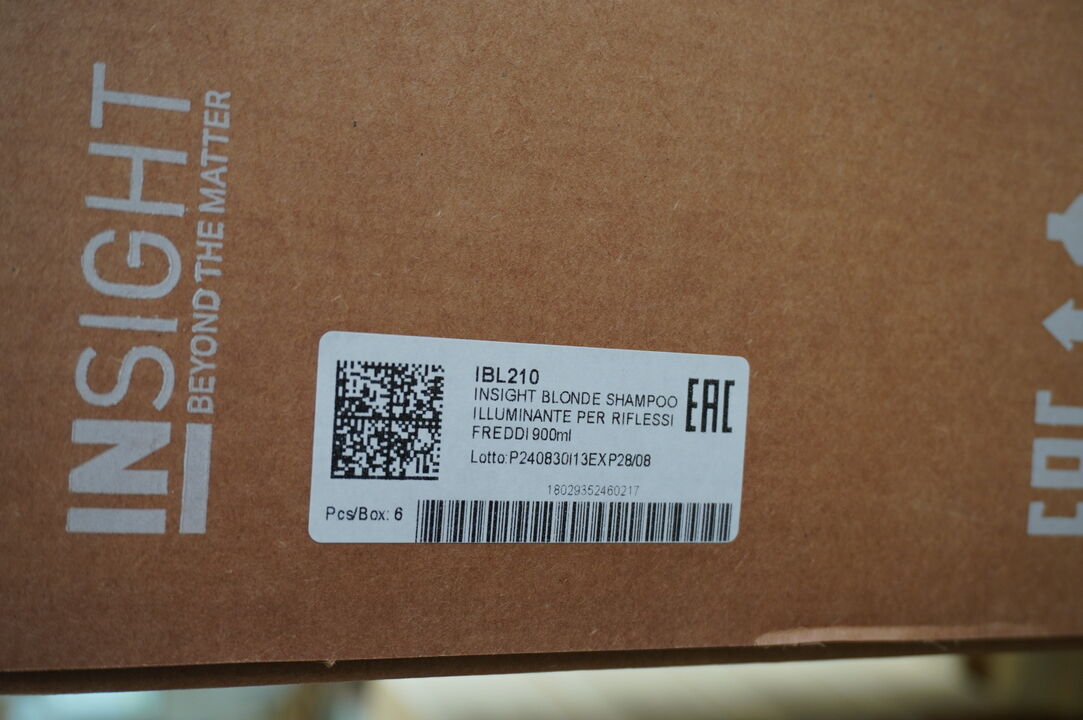 INSIGHT
BEYOND THE MATTER
IBL210
INSIGHT BLONDE SHAMPOO
ILLUMINANTE PER RIFLESSI
FREDDI 900ml
Lotto:P240830I13EXP28/08
EAC
18029352460217
Pcs/Box: 6
EAC